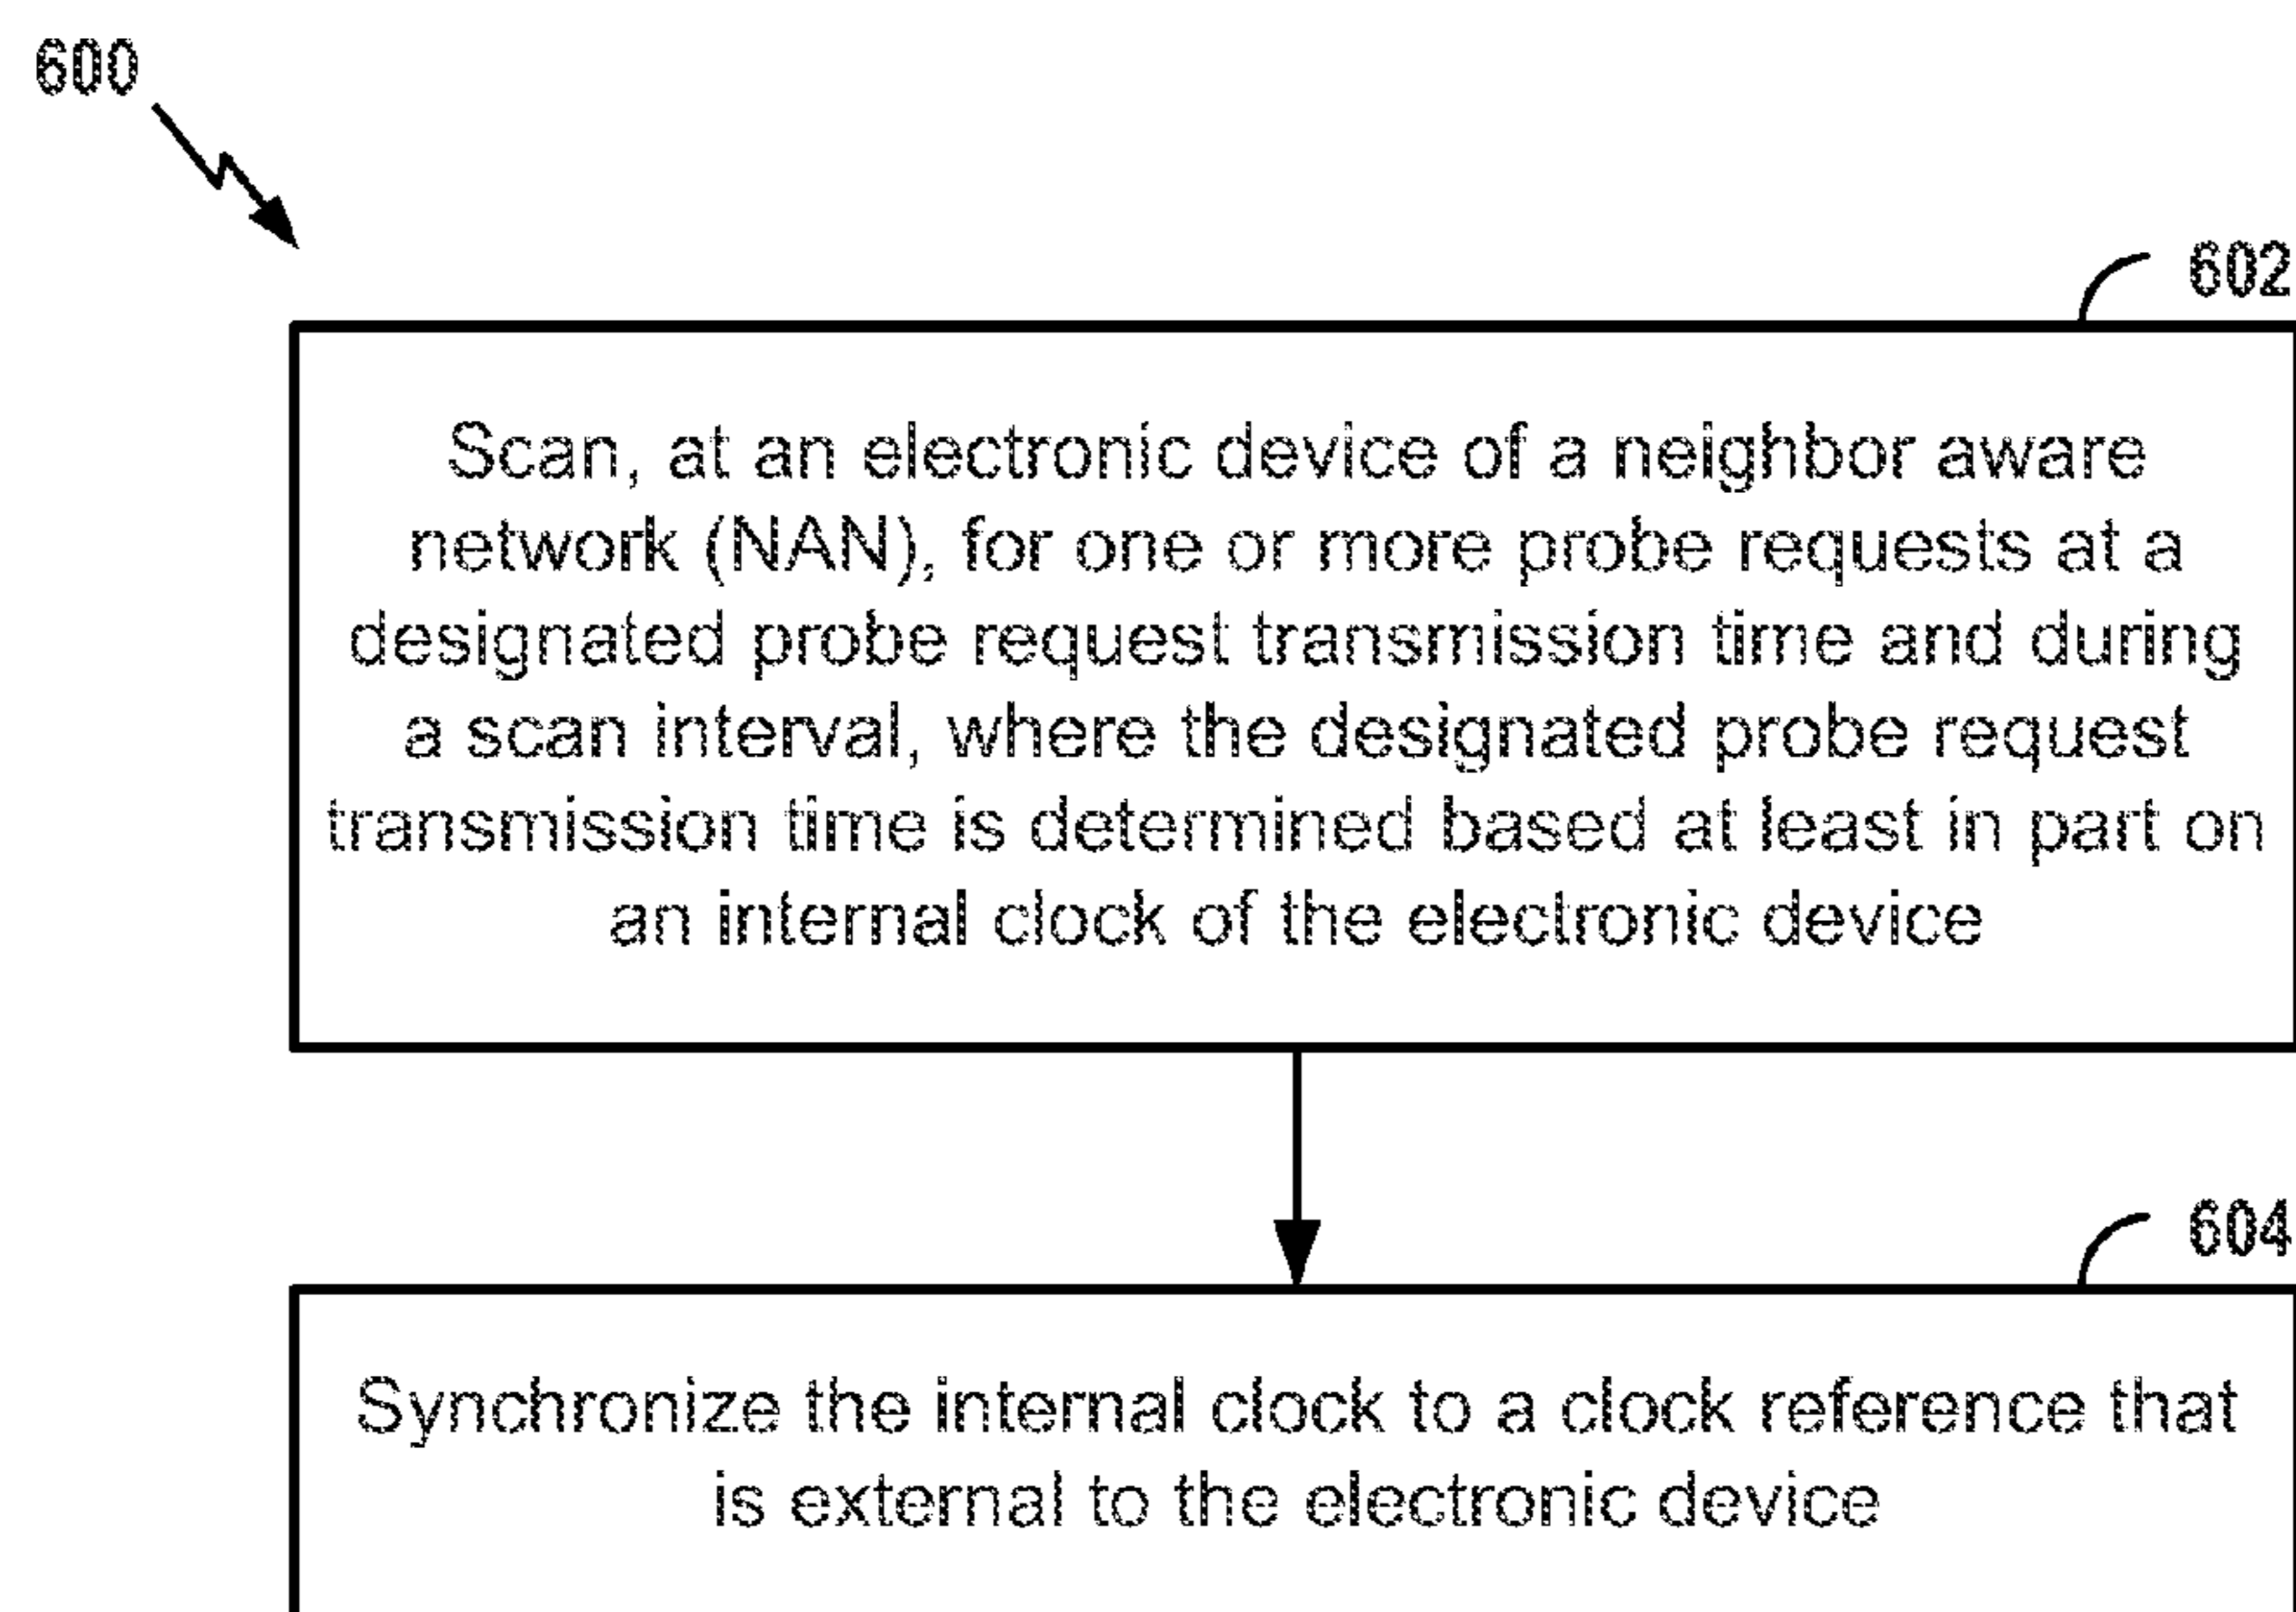 600
602
Scan, at an electronic device of a neighbor aware
network (NAN), for one or more probe requests at a
designated probe request transmission time and during
a scan interval, where the designated probe request
transmission time is determined based at least in part on
an internal clock of the electronic device
604
Synchronize the internal clock to a clock reference that
is external to the electronic device